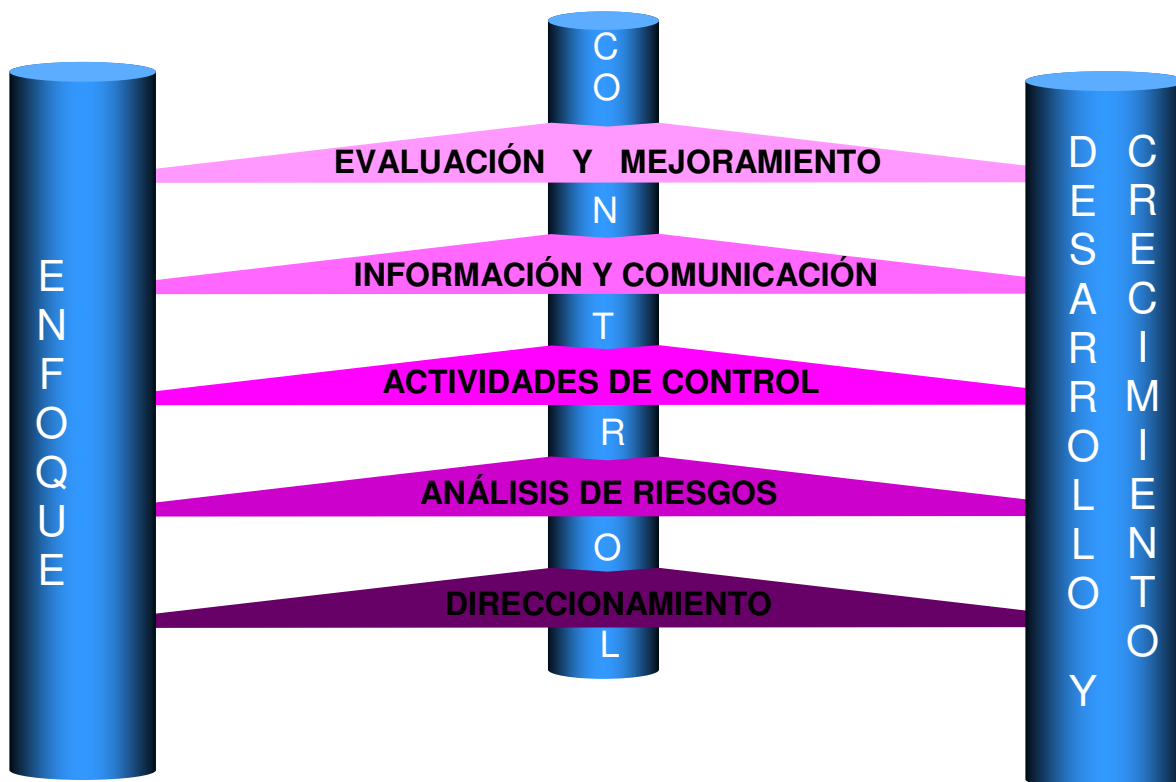 ENFOQUE
CONTROL
EVALUACIÓN Y MEJORAMIENTO
INFORMACIÓN Y COMUNICACIÓN
ACTIVIDADES DE CONTROL
ANÁLISIS DE RIESGOS
DIRECCIONAMIENTO
DESARROLLO Y
CRECIMIENTO